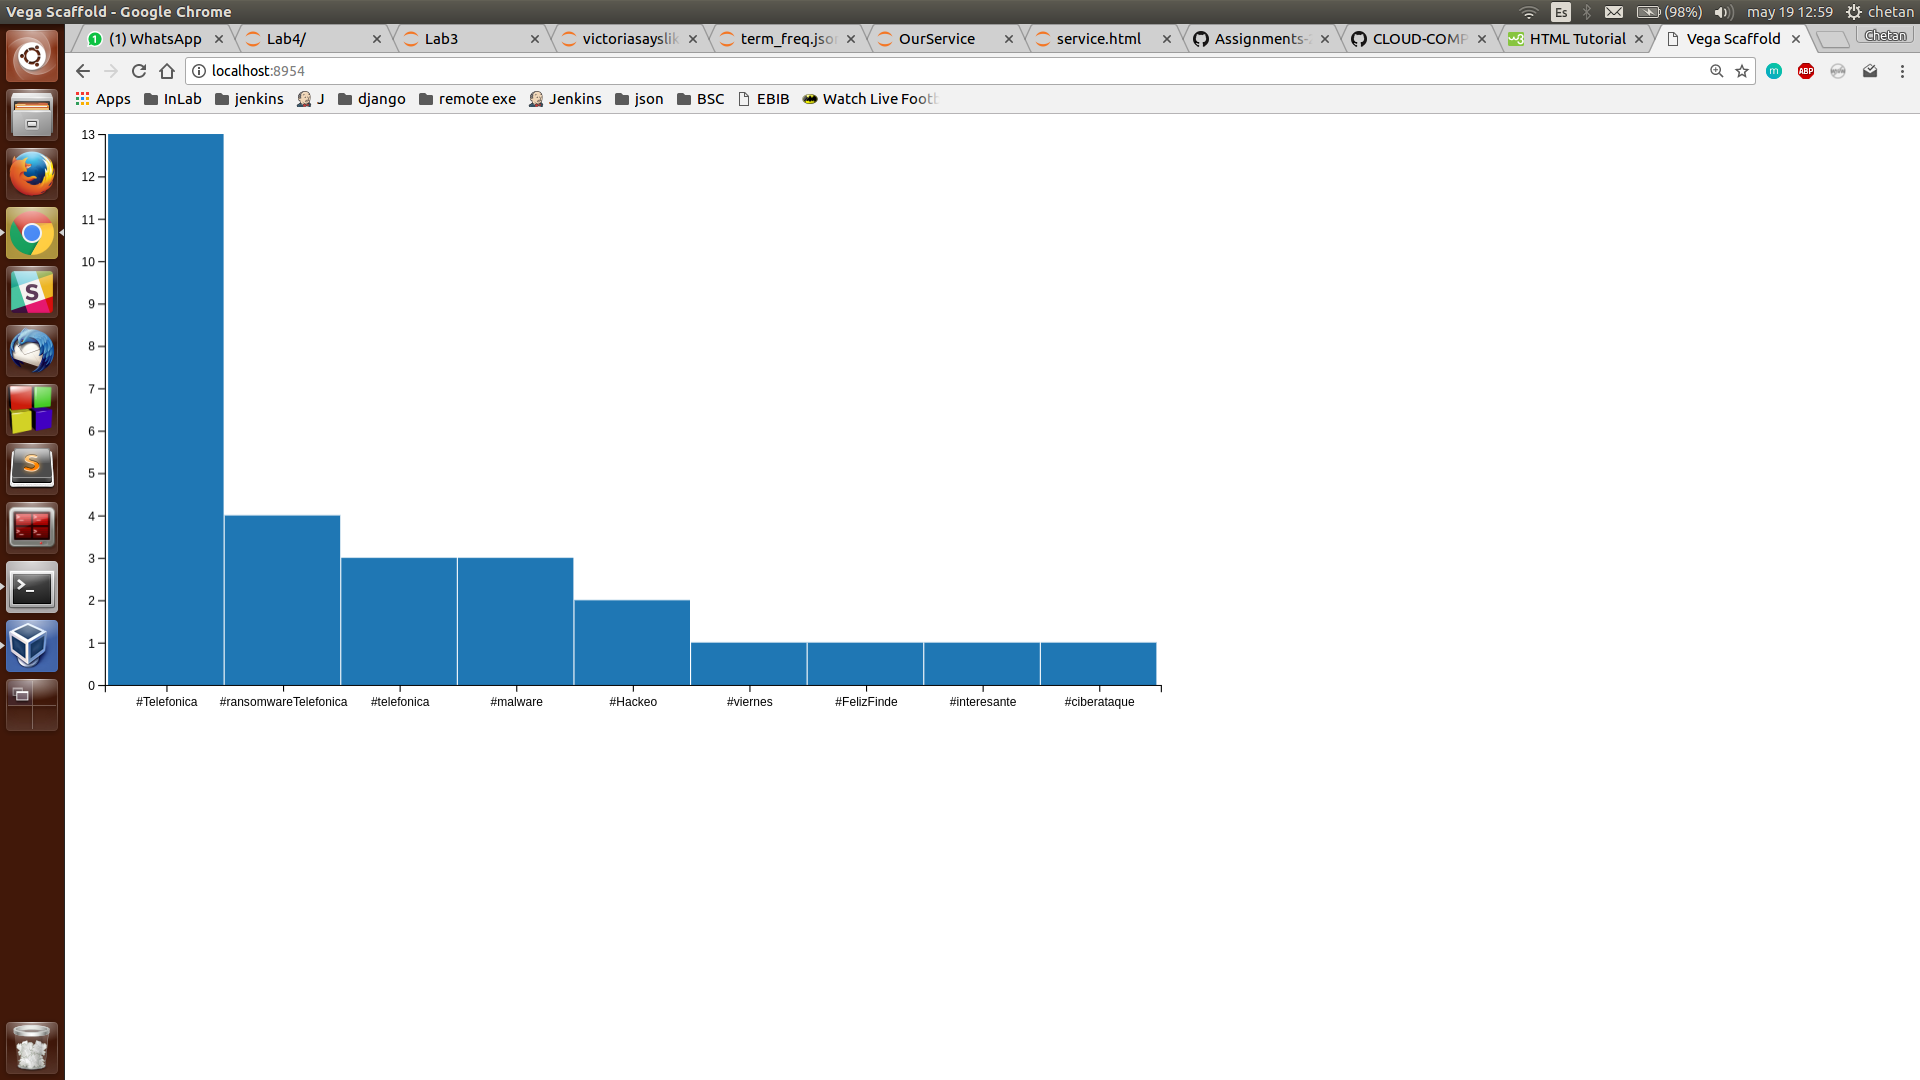 Vega Scaffold - Google Chrome
Es (98%) may 19 12:59 chetan
(1) WhatsApp Lab4/ Lab3 victoriasayslik term_freq.jso OurService service.html Assignments- CLOUD-COMP HTML Tutorial Vega Scaffold Chetan
localhost:8954
Apps InLab jenkins J django remote exe Jenkins json BSC EBIB Watch Live Foot
13
12
11
10
9
8
7
6
5
4
3
2
1
0
#Telefonica #ransomwareTelefonica #telefonica #malware #Hackeo #viernes #FelizFinde #interesante #ciberataque